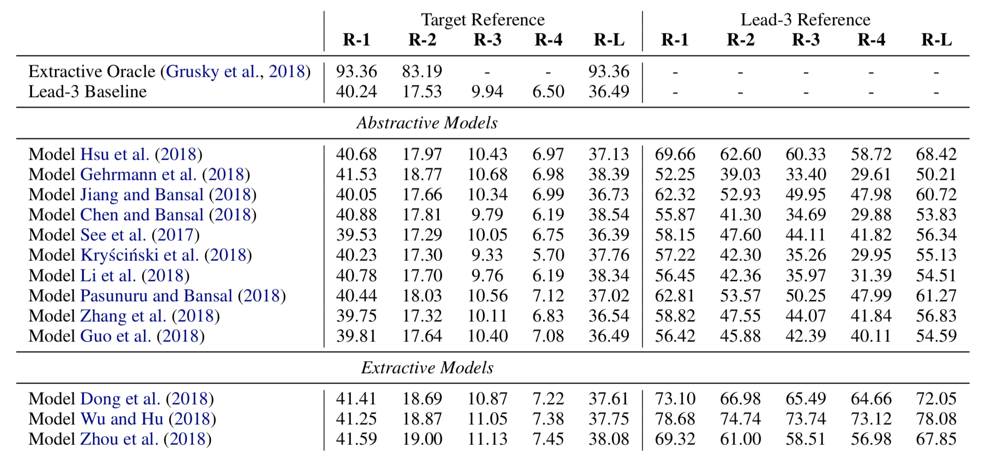 Target Reference Lead-3 Reference
R-1 R-2 R-3 R-4 R-L R-1 R-2 R-3 R-4 R-L
Extractive Oracle (Grusky et al., 2018) 93.36 83.19 - - 93.36 - - - - -
Lead-3 Baseline 40.24 17.53 9.94 6.50 36.49 - - - - -
Abstractive Models
Model Hsu et al. (2018) 40.68 17.97 10.43 6.97 37.13 69.66 62.60 60.33 58.72 68.42
Model Gehrmann et al. (2018) 41.53 18.77 10.68 6.98 38.39 52.25 39.03 33.40 29.61 50.21
Model Jiang and Bansal (2018) 40.05 17.66 10.34 6.99 36.73 62.32 52.93 49.95 47.98 60.72
Model Chen and Bansal (2018) 40.88 17.81 9.79 6.19 38.54 55.87 41.30 34.69 29.88 53.83
Model See et al. (2017) 39.53 17.29 10.05 6.75 36.39 58.15 47.60 44.11 41.82 56.34
Model Kryściński et al. (2018) 40.23 17.30 9.33 5.70 37.76 57.22 42.30 35.26 29.95 55.13
Model Li et al. (2018) 40.78 17.70 9.76 6.19 38.34 56.45 42.36 35.97 31.39 54.51
Model Pasunuru and Bansal (2018) 40.44 18.03 10.56 7.12 37.02 62.81 53.57 50.25 47.99 61.27
Model Zhang et al. (2018) 39.75 17.32 10.11 6.83 36.54 58.82 47.55 44.07 41.84 56.83
Model Guo et al. (2018) 39.81 17.64 10.40 7.08 36.49 56.42 45.88 42.39 40.11 54.59
Extractive Models
Model Dong et al. (2018) 41.41 18.69 10.87 7.22 37.61 73.10 66.98 65.49 64.66 72.05
Model Wu and Hu (2018) 41.25 18.87 11.05 7.38 37.75 78.68 74.74 73.74 73.12 78.08
Model Zhou et al. (2018) 41.59 19.00 11.13 7.45 38.08 69.32 61.00 58.51 56.98 67.85